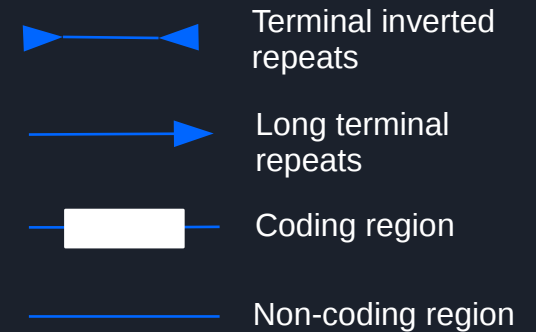 Terminal inverted
repeats
Long terminal
repeats
Coding region
Non-coding region